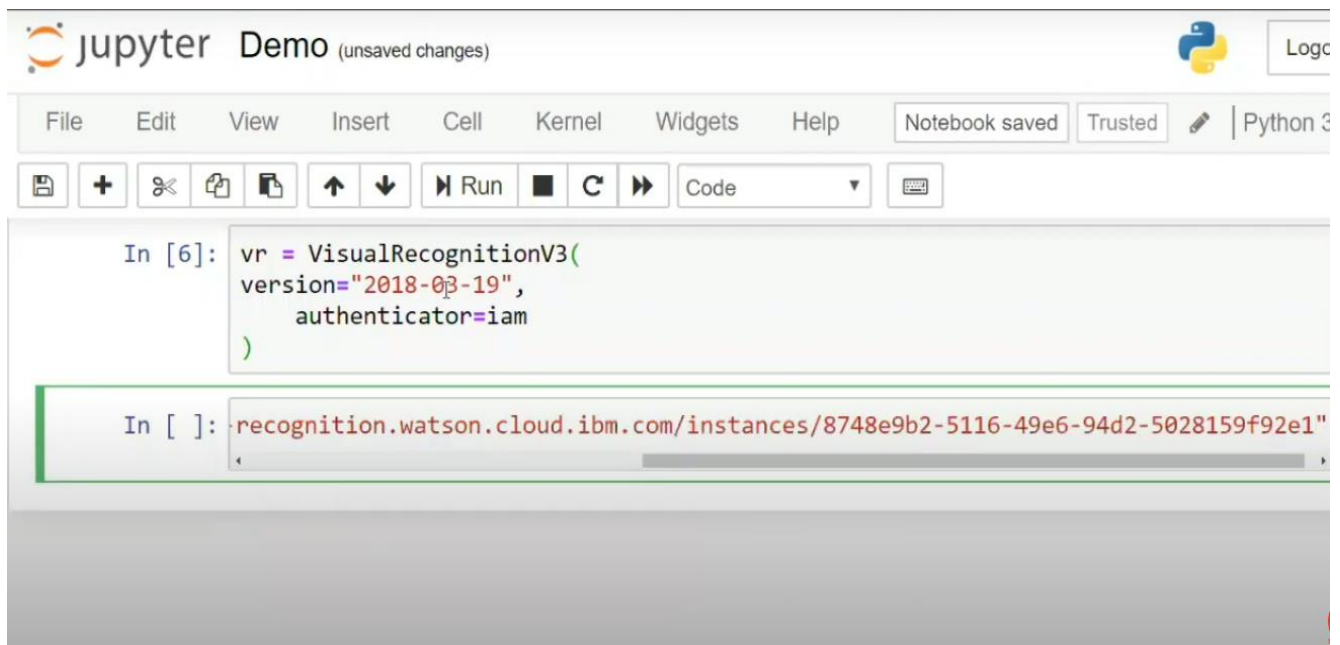 jupyter Demo (unsaved changes)
File Edit View Insert Cell Kernel Widgets Help Notebook saved Trusted Python 3
Run Code
In [6]: vr = VisualRecognitionV3(
version="2018-03-19",
authenticator=iam
)
In [ ]: recognition.watson.cloud.ibm.com/instances/8748e9b2-5116-49e6-94d2-5028159f92e1"